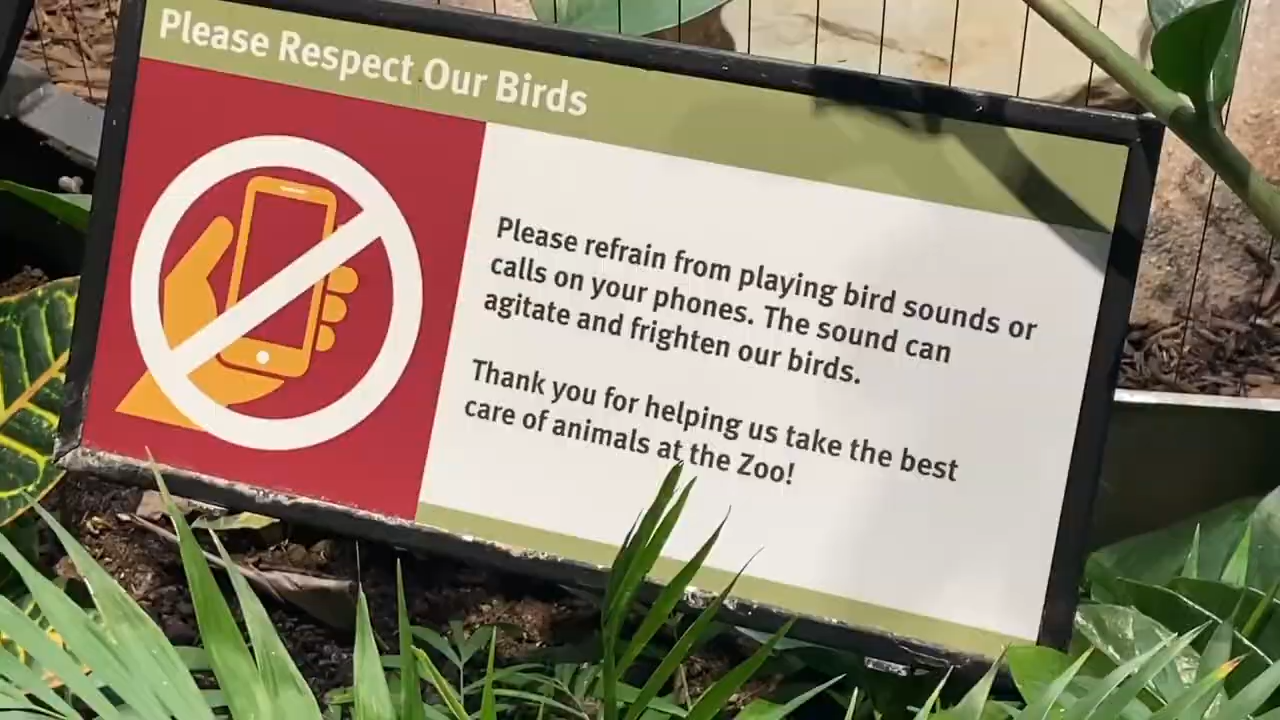 Please Respect Our Birds
Please refrain from playing bird sounds or
calls on your phones. The sound can
agitate and frighten our birds.
Thank you for helping us take the best
care of animals at the Zoo!